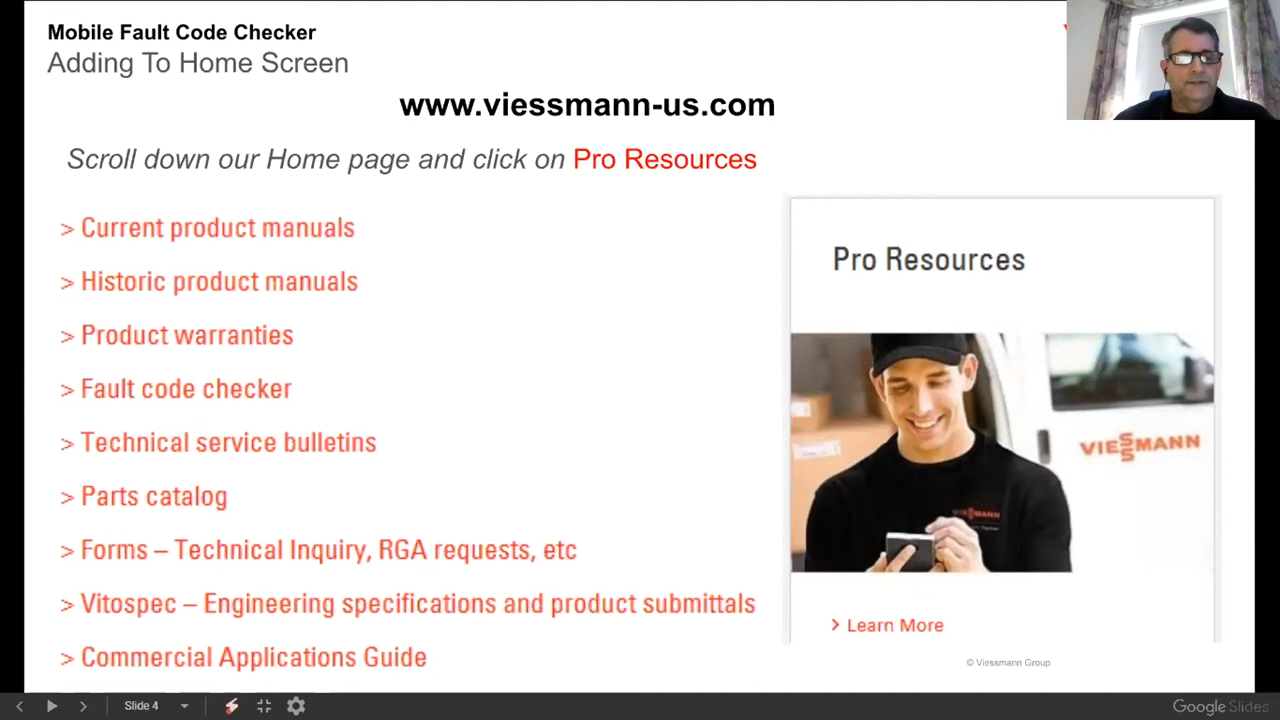 Mobile Fault Code Checker
Adding To Home Screen
www.viessmann-us.com
Scroll down our Home page and click on Pro Resources
> Current product manuals
> Historic product manuals
> Product warranties
> Fault code checker
> Technical service bulletins
> Parts catalog
> Forms – Technical Inquiry, RGA requests, etc
> Vitospec – Engineering specifications and product submittals
> Commercial Applications Guide
Pro Resources
VIESSMANN
VIESSMANN
> Learn More
© Viessmann Group
Slide 4
Google Slides